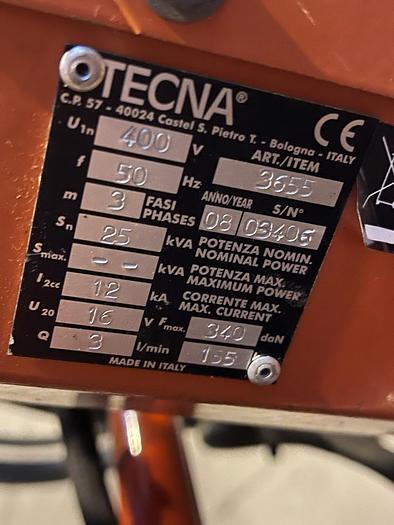 TECNA®
C.P. 57 - 40024 Castel S. Pietro T. - Bologna - ITALY
CE
U1n 400 V
ART./ITEM
3655
f 50 Hz
ANNO/YEAR S/N°
m 3 FASI PHASES
08 03406
Sn 25 kVA POTENZA NOMIN. NOMINAL POWER
Smax. -- kVA POTENZA MAX. MAXIMUM POWER
I2cc 12 kA CORRENTE MAX. MAX. CURRENT
U20 16 V Fmax. 340 daN
Q 3 l/min 155
MADE IN ITALY